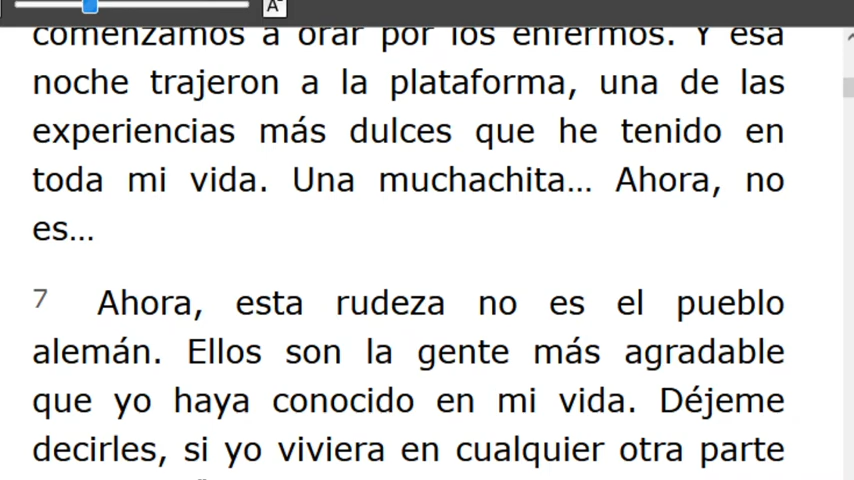 A
comenzamos a orar por los enfermos. Y esa
noche trajeron a la plataforma, una de las
experiencias más dulces que he tenido en
toda mi vida. Una muchachita… Ahora, no
es…
7 Ahora, esta rudeza no es el pueblo
alemán. Ellos son la gente más agradable
que yo haya conocido en mi vida. Déjeme
decirles, si yo viviera en cualquier otra parte